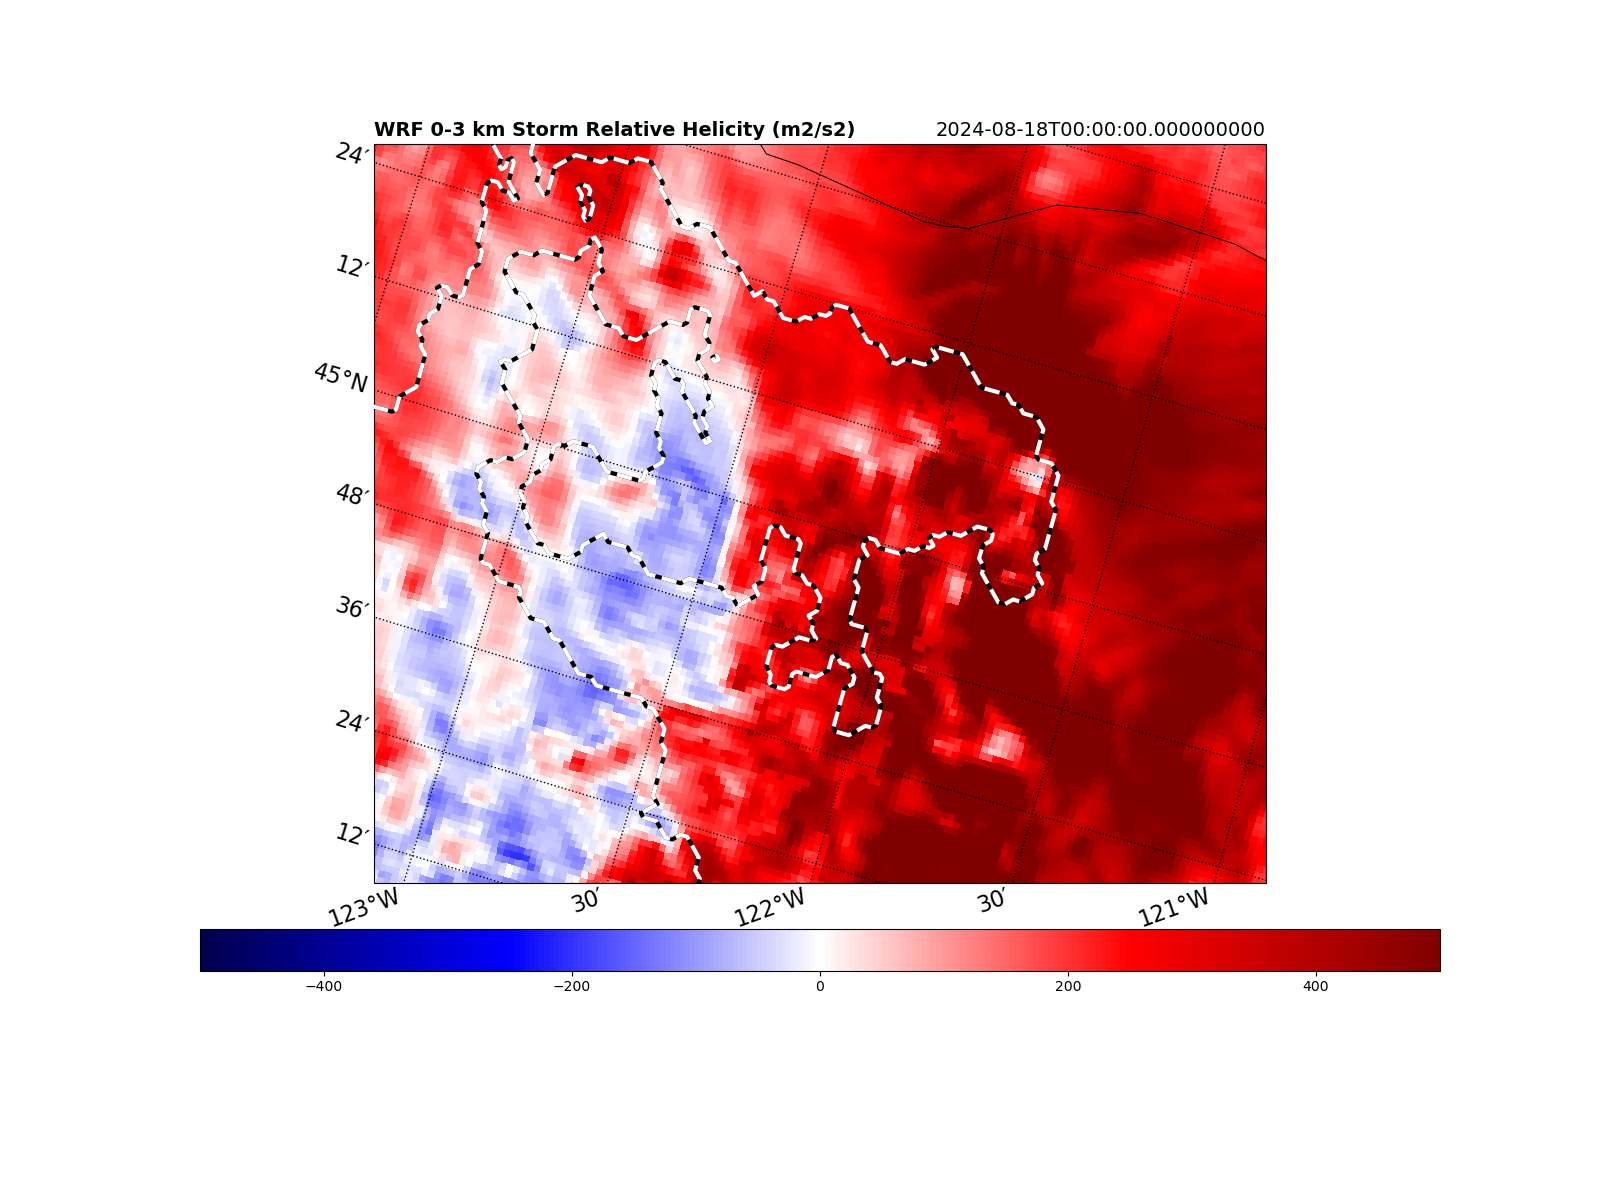 WRF 0-3 km Storm Relative Helicity (m2/s2) 2024-08-18T00:00:00.000000000
24′
12′
45°N
48′
36′
24′
12′
123°W 30′ 122°W 30′ 121°W
−400 −200 0 200 400